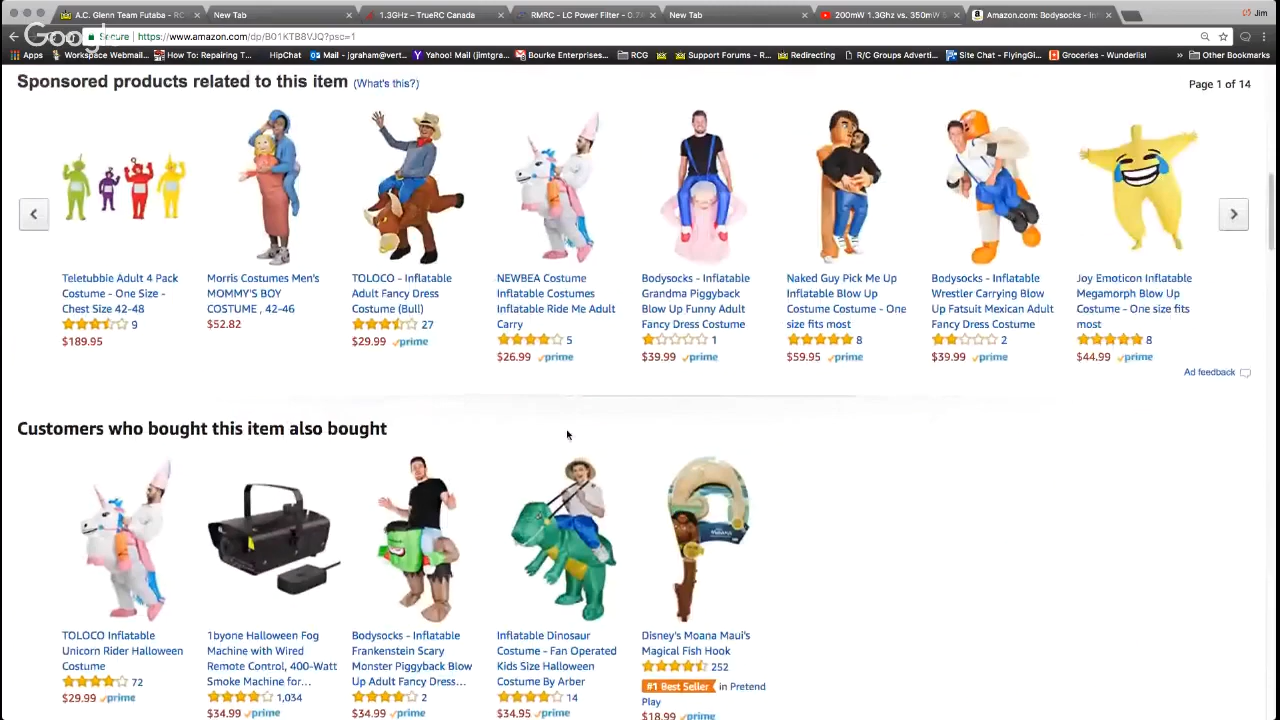 A.C. Glenn Team Futaba - RC
New Tab
1.3GHz – TrueRC Canada
RMRC - LC Power Filter - 0.7
New Tab
200mW 1.3Ghz vs. 350mW &
Amazon.com: Bodysocks - Int
Jim
Google
Secure
https://www.amazon.com/dp/B01KTB8VJQ?psc=1
Apps
Workspace Webmail...
How To: Repairing T...
HipChat
Mail - jgraham@vert...
Yahoo! Mail (jimtgr...
Bourke Enterprises...
RCG
Support Forums - R...
Redirecting
R/C Groups Adverti...
Site Chat - FlyingGi...
Groceries - Wunderlist
»
Other Bookmarks
Sponsored products related to this item (What's this?)
Page 1 of 14
Teletubbie Adult 4 Pack
Costume - One Size -
Chest Size 42-48
9
$189.95
Morris Costumes Men's
MOMMY'S BOY
COSTUME , 42-46
$52.82
TOLOCO - Inflatable
Adult Fancy Dress
Costume (Bull)
27
$29.99 prime
NEWBEA Costume
Inflatable Costumes
Inflatable Ride Me Adult
Carry
5
$26.99 prime
Bodysocks - Inflatable
Grandma Piggyback
Blow Up Funny Adult
Fancy Dress Costume
1
$39.99 prime
Naked Guy Pick Me Up
Inflatable Blow Up
Costume Costume - One
size fits most
8
$59.95 prime
Bodysocks - Inflatable
Wrestler Carrying Blow
Up Fatsuit Mexican Adult
Fancy Dress Costume
2
$39.99 prime
Joy Emoticon Inflatable
Megamorph Blow Up
Costume - One size fits
most
8
$44.99 prime
Ad feedback
Customers who bought this item also bought
TOLOCO Inflatable
Unicorn Rider Halloween
Costume
72
$29.99 prime
1byone Halloween Fog
Machine with Wired
Remote Control, 400-Watt
Smoke Machine for...
1,034
$34.99 prime
Bodysocks - Inflatable
Frankenstein Scary
Monster Piggyback Blow
Up Adult Fancy Dress...
2
$34.99 prime
Inflatable Dinosaur
Costume - Fan Operated
Kids Size Halloween
Costume By Arber
14
$34.95 prime
Disney's Moana Maui's
Magical Fish Hook
252
#1 Best Seller in Pretend
Play
$18.99 prime